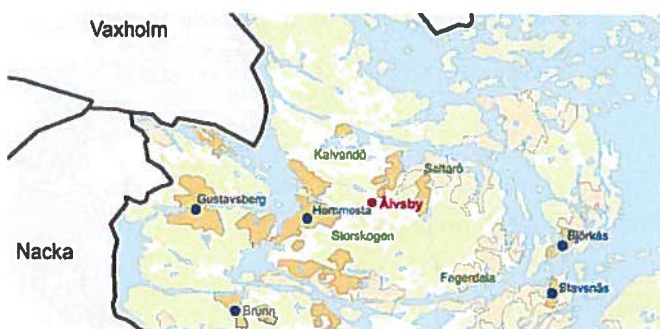 Vaxholm
Kalvandö
Saltarö
Gustavsberg
Älvsby
Hemmesta
Storskogen
Björkås
Nacka
Fagerdala
Stavsnäs
Brunn